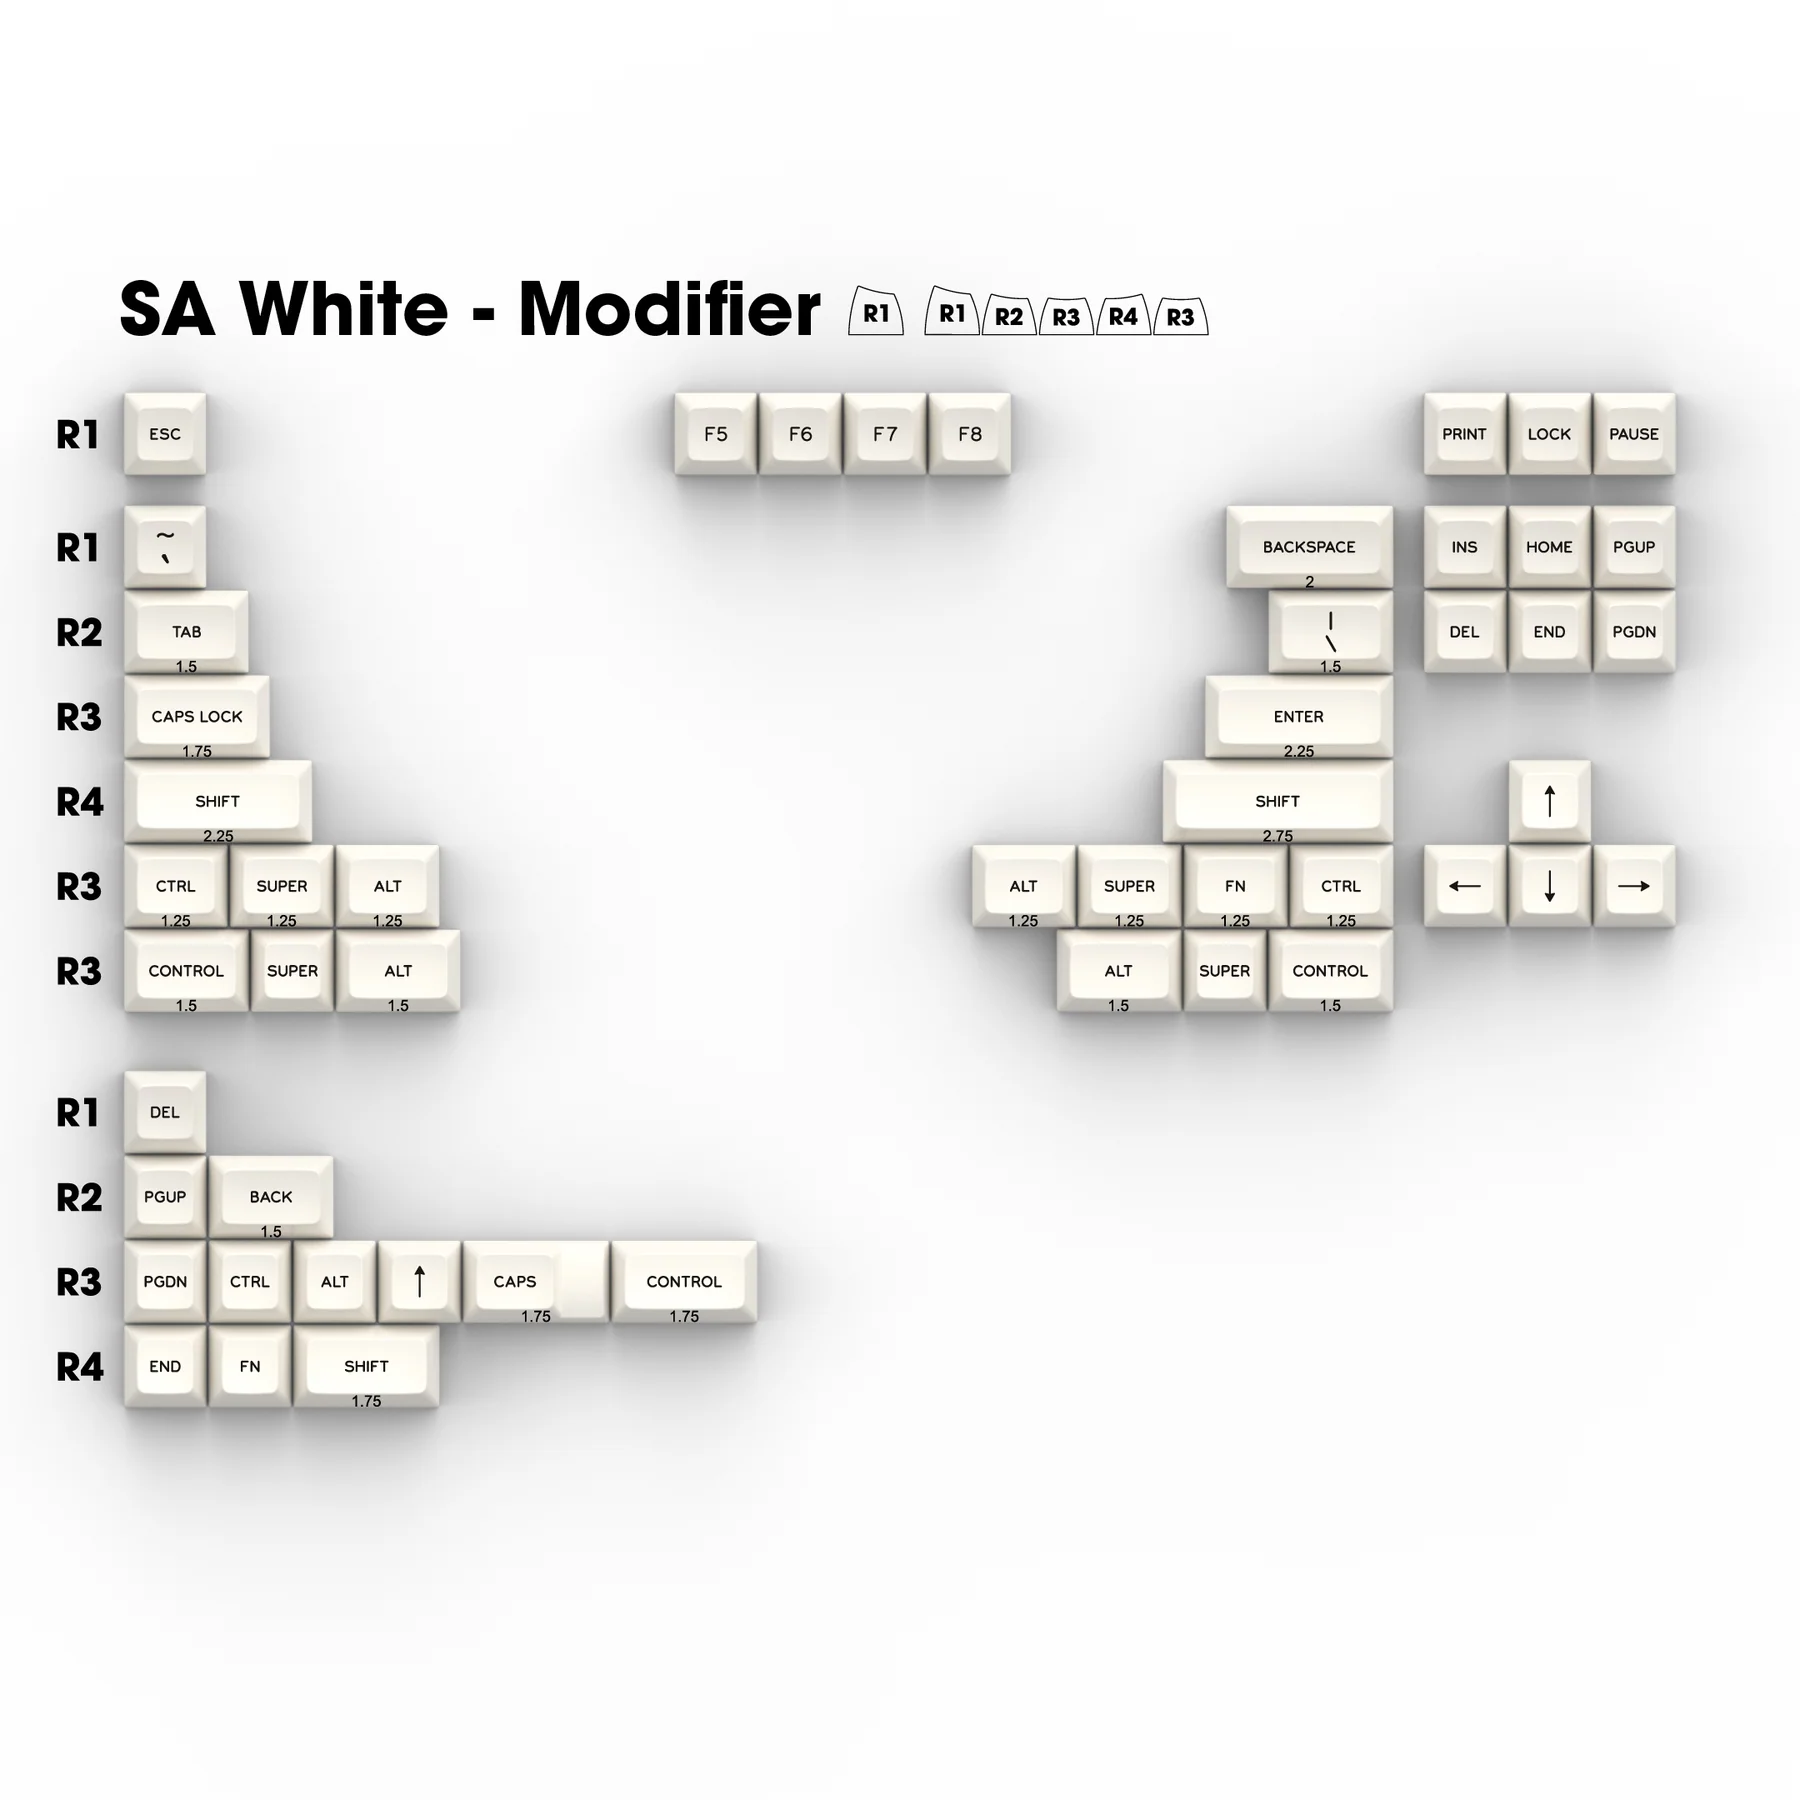 SA White - Modifier R1 R1 R2 R3 R4 R3
R1 ESC F5 F6 F7 F8 PRINT LOCK PAUSE
R1 ~ BACKSPACE INS HOME PGUP
` 2
R2 TAB | DEL END PGDN
1.5 \ 1.5
R3 CAPS LOCK ENTER
1.75 2.25
R4 SHIFT SHIFT ↑
2.25 2.75
R3 CTRL SUPER ALT ALT SUPER FN CTRL ← ↓ →
1.25 1.25 1.25 1.25 1.25 1.25 1.25
R3 CONTROL SUPER ALT ALT SUPER CONTROL
1.5 1.5 1.5 1.5
R1 DEL
R2 PGUP BACK
1.5
R3 PGDN CTRL ALT ↑ CAPS CONTROL
1.75 1.75
R4 END FN SHIFT
1.75